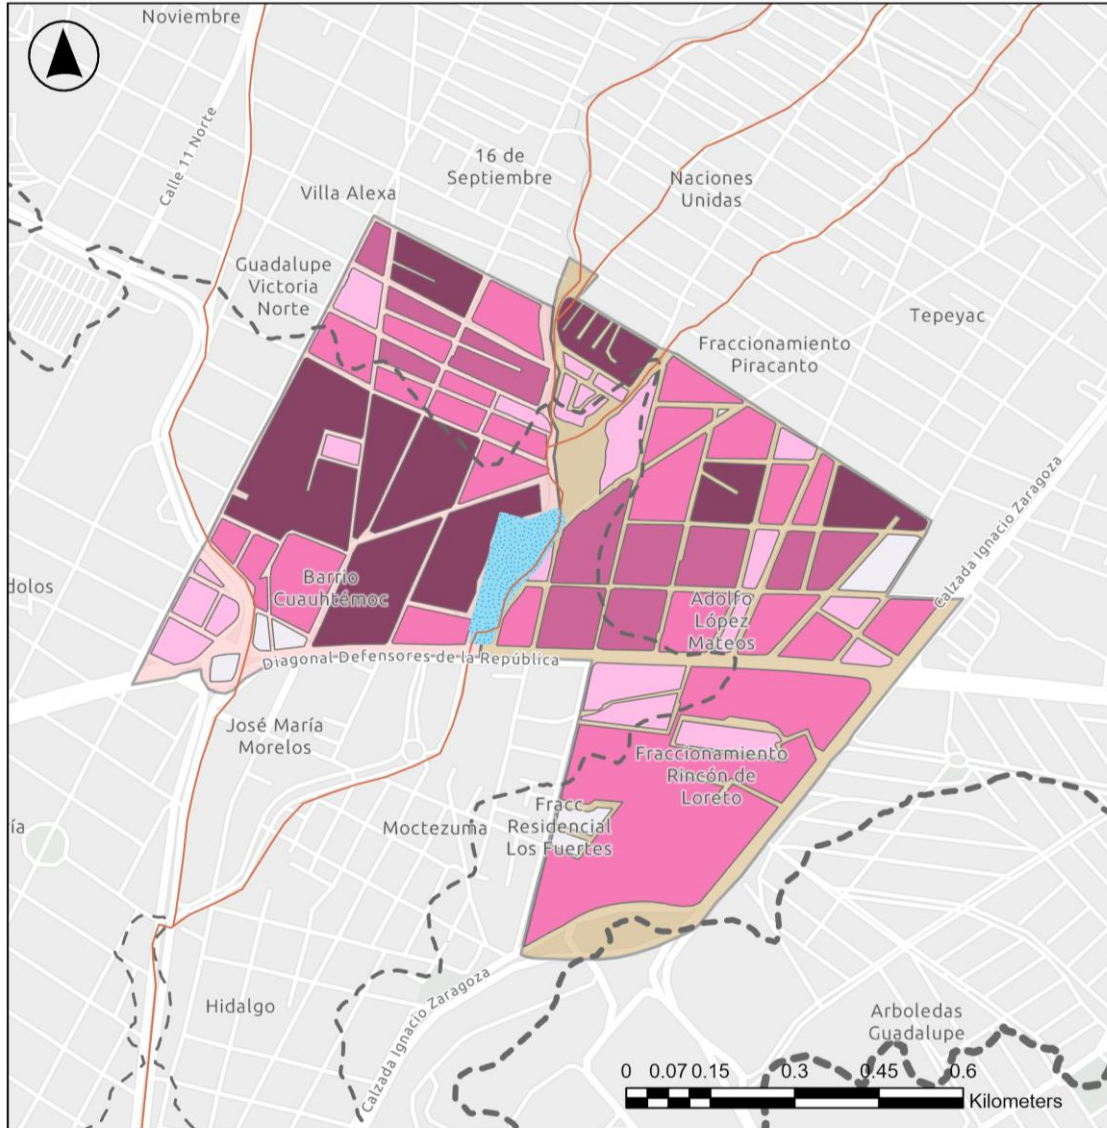 Noviembre
Calle 11 Norte
16 de
Septiembre
Naciones
Unidas
Villa Alexa
Guadalupe
Victoria
Norte
Tepeyac
Fraccionamiento
Piracanto
Calzada Ignacio Zaragoza
dolos
Barrio
Cuauhtémoc
Adolfo
López
Mateos
Diagonal Defensores de la República
José María
Morelos
Fraccionamiento
Rincón de
Loreto
Fracc
Residencial
Los Fuertes
Moctezuma
ía
Hidalgo
Calzada Ignacio Zaragoza
Arboledas
Guadalupe
0 0.07 0.15 0.3 0.45 0.6
Kilometers